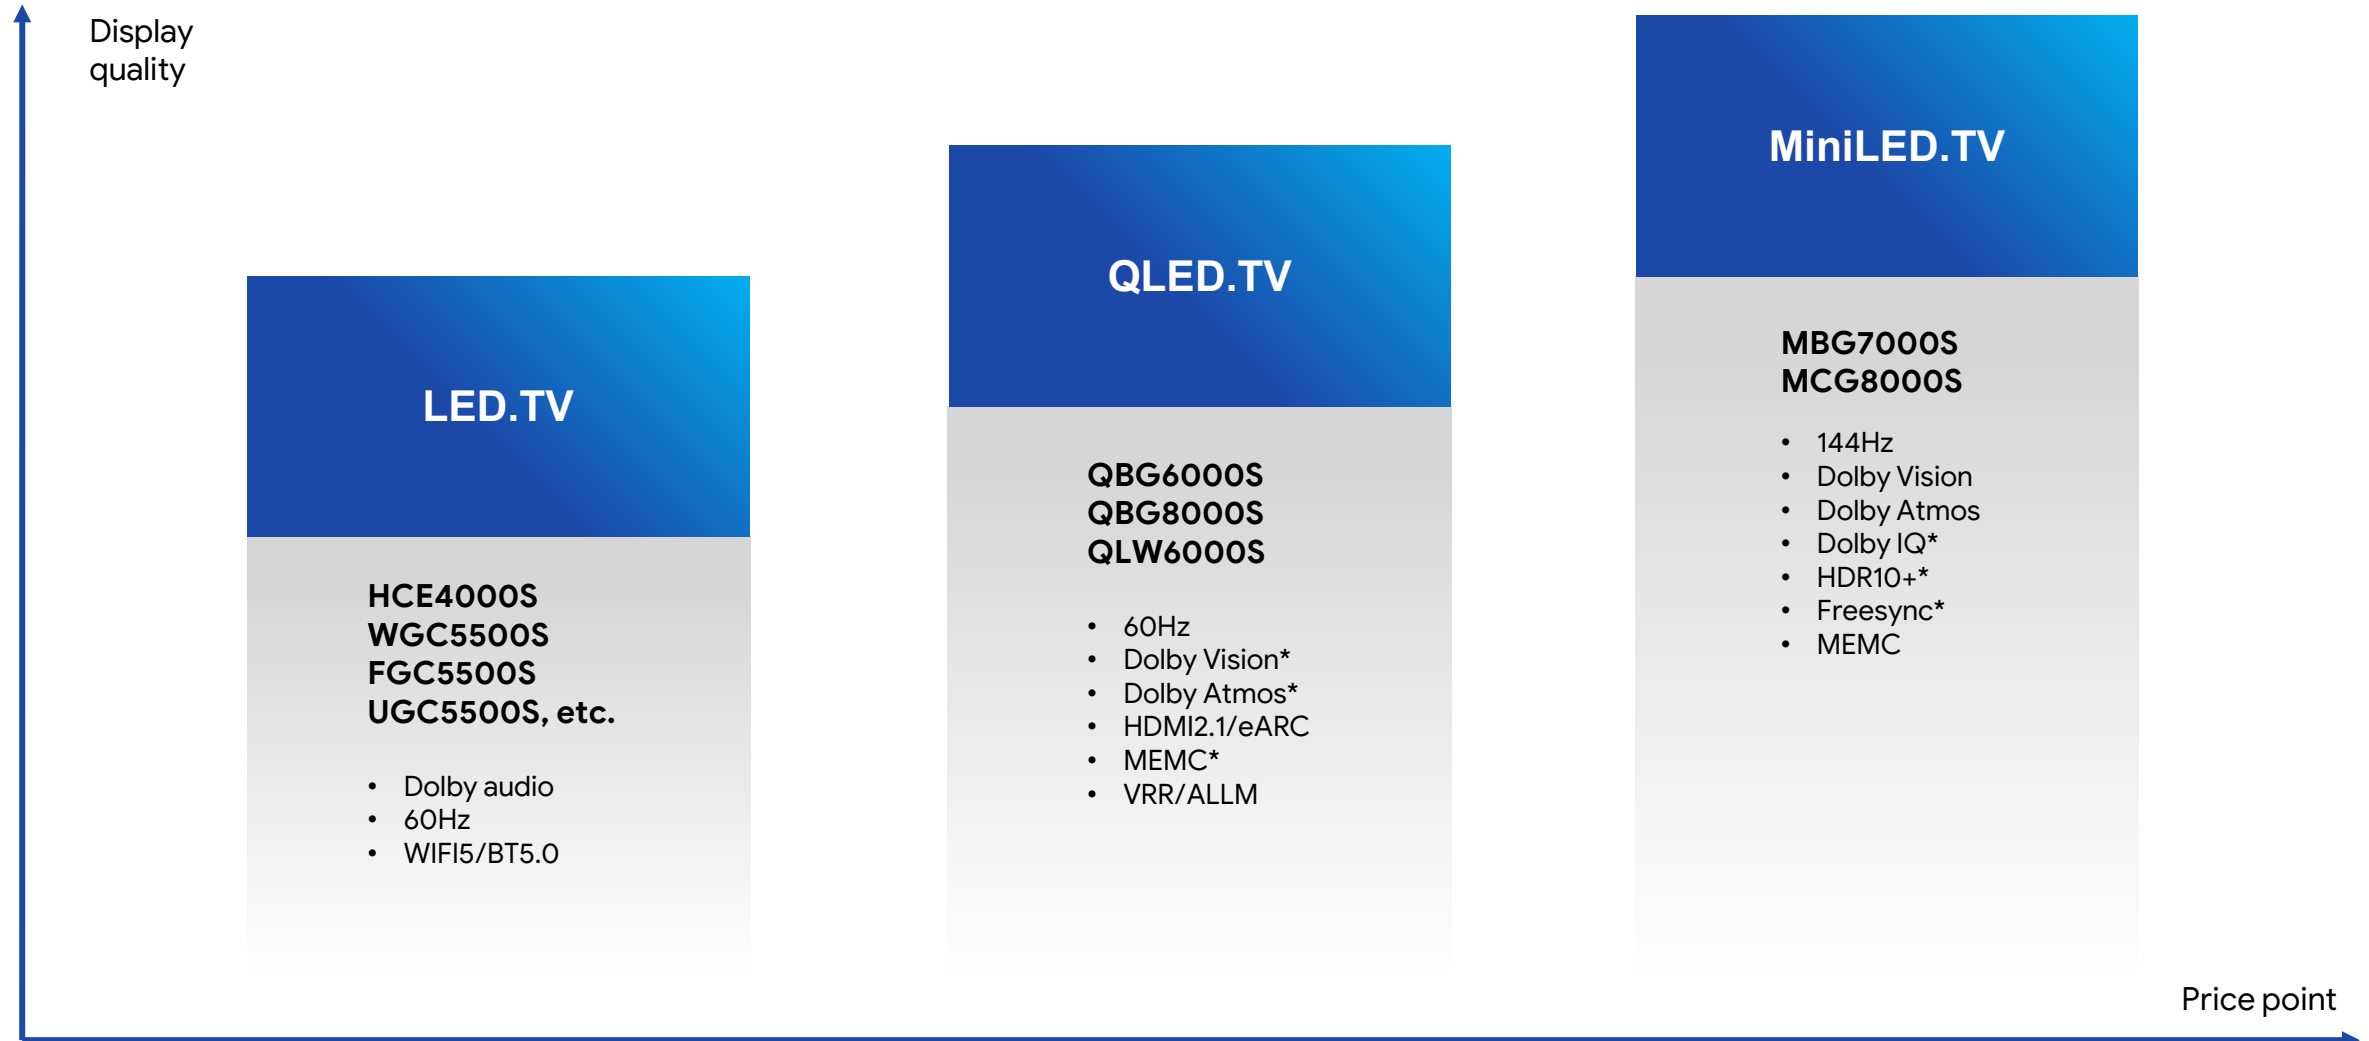 Display
quality
LED.TV
HCE4000S
WGC5500S
FGC5500S
UGC5500S, etc.
• Dolby audio
• 60Hz
• WIFI5/BT5.0
QLED.TV
QBG6000S
QBG8000S
QLW6000S
• 60Hz
• Dolby Vision*
• Dolby Atmos*
• HDMI2.1/eARC
• MEMC*
• VRR/ALLM
MiniLED.TV
MBG7000S
MCG8000S
• 144Hz
• Dolby Vision
• Dolby Atmos
• Dolby IQ*
• HDR10+*
• Freesync*
• MEMC
Price point